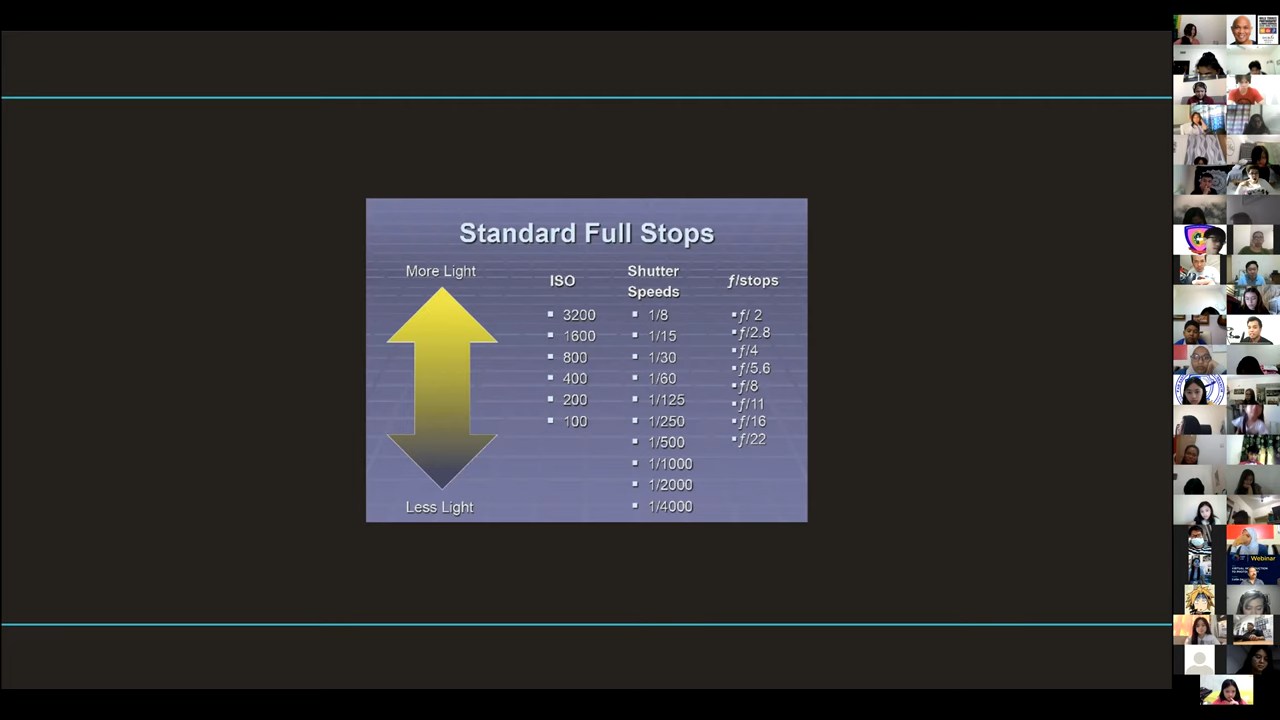 Standard Full Stops
More Light
Less Light
ISO
3200
1600
800
400
200
100
Shutter
Speeds
1/8
1/15
1/30
1/60
1/125
1/250
1/500
1/1000
1/2000
1/4000
ƒ/stops
ƒ/ 2
ƒ/2.8
ƒ/4
ƒ/5.6
ƒ/8
ƒ/11
ƒ/16
ƒ/22
Webinar